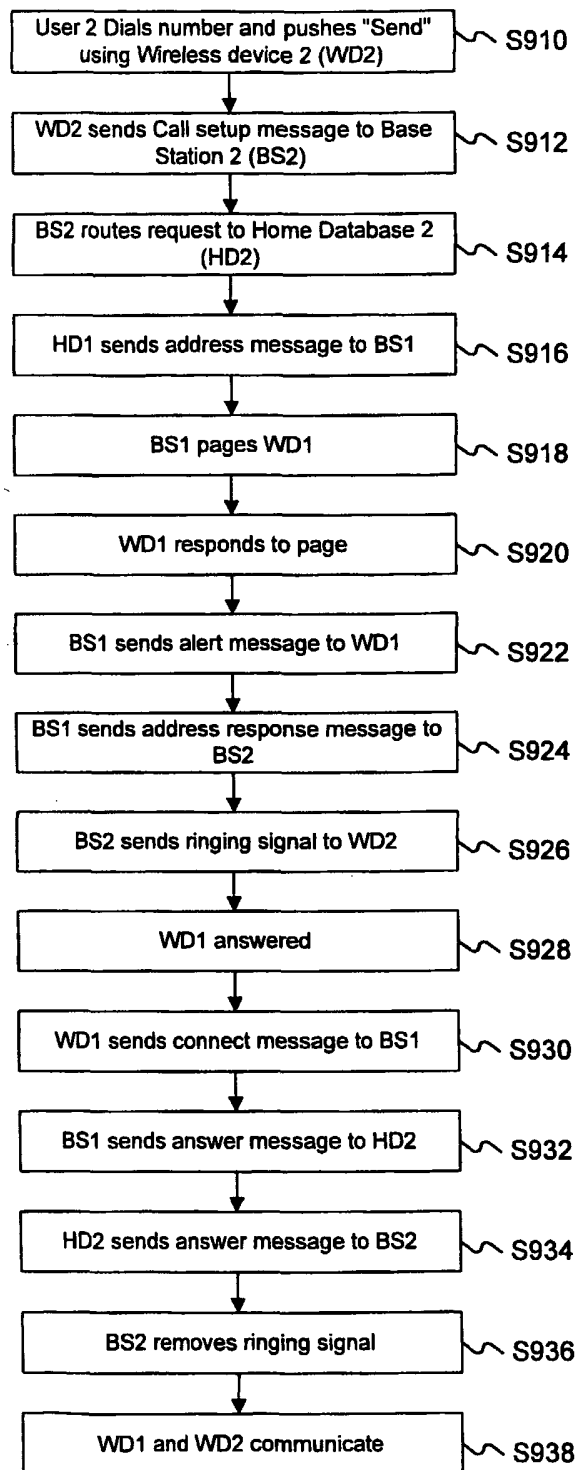 User 2 Dials number and pushes "Send"
using Wireless device 2 (WD2)
S910
WD2 sends Call setup message to Base
Station 2 (BS2)
S912
BS2 routes request to Home Database 2
(HD2)
S914
HD1 sends address message to BS1
S916
BS1 pages WD1
S918
WD1 responds to page
S920
BS1 sends alert message to WD1
S922
BS1 sends address response message to
BS2
S924
BS2 sends ringing signal to WD2
S926
WD1 answered
S928
WD1 sends connect message to BS1
S930
BS1 sends answer message to HD2
S932
HD2 sends answer message to BS2
S934
BS2 removes ringing signal
S936
WD1 and WD2 communicate
S938